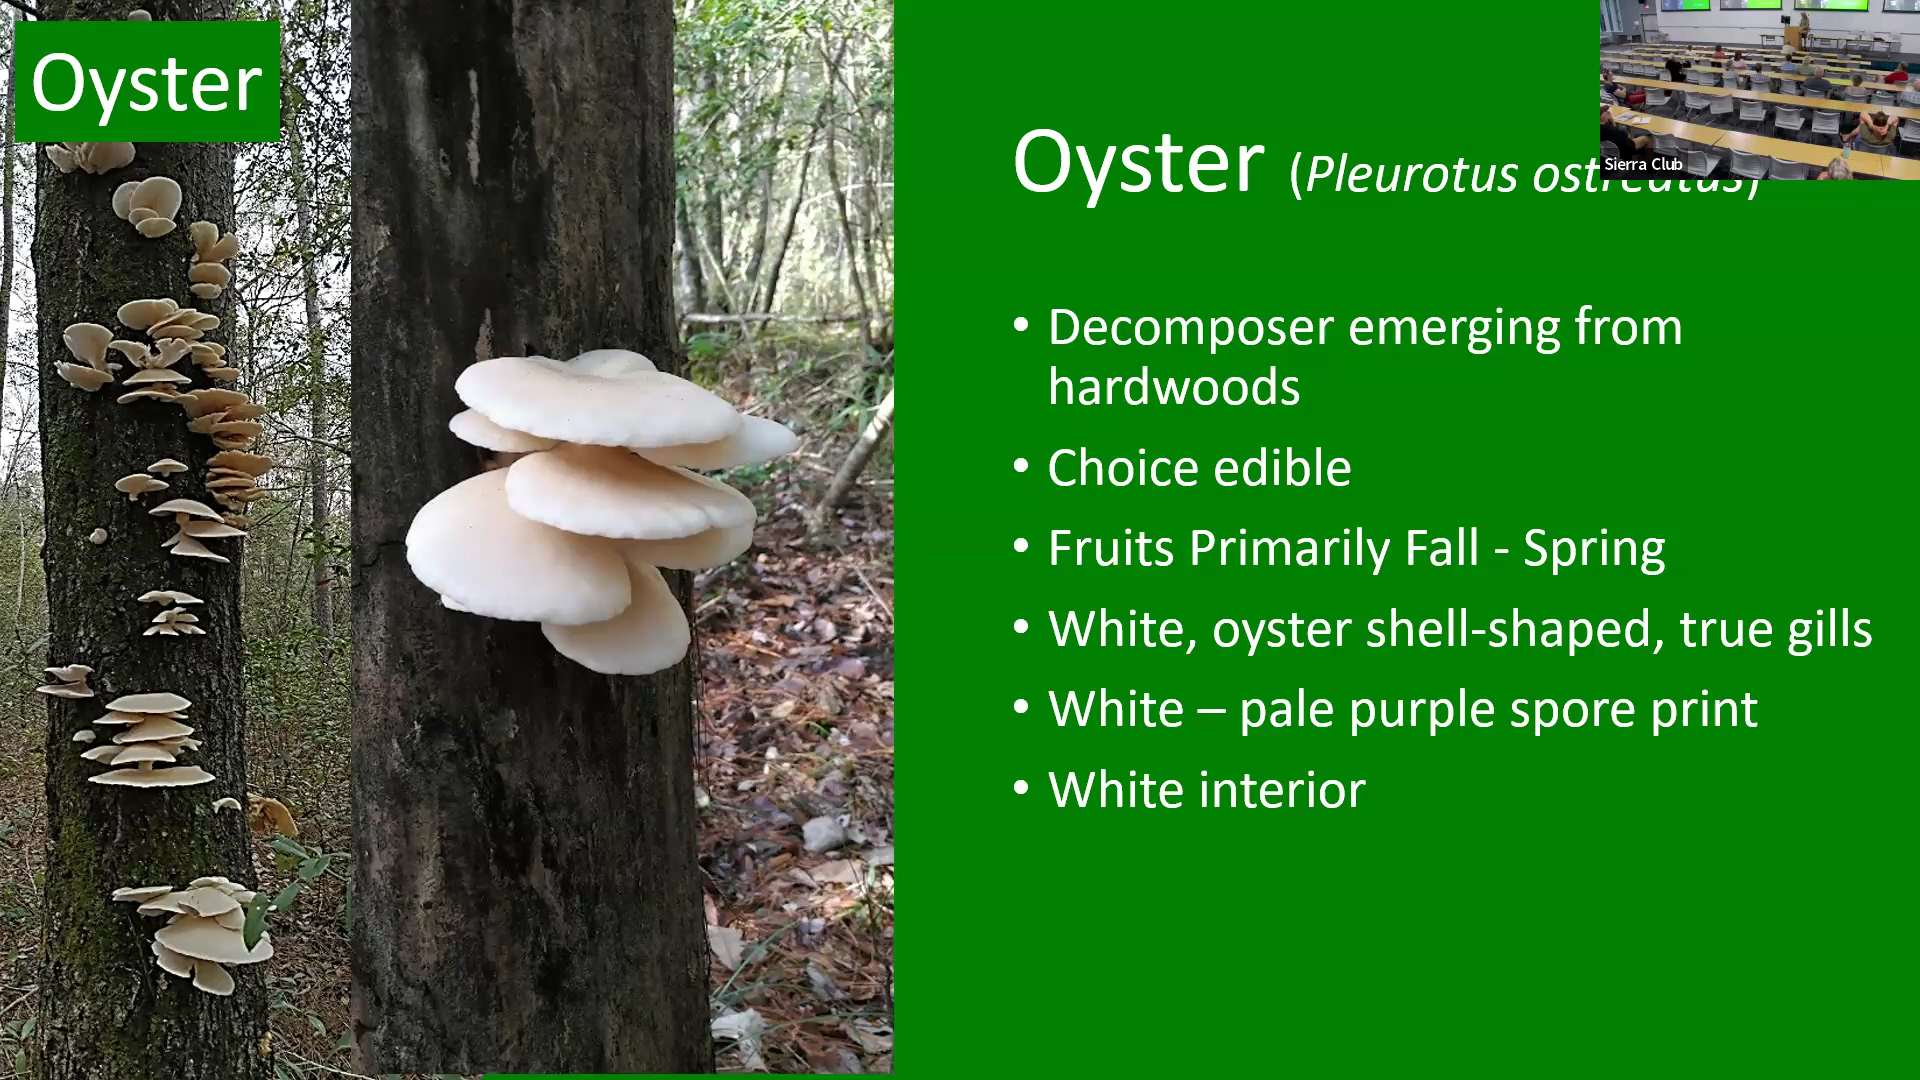 Oyster
Oyster (Pleurotus ostreatus)
Sierra Club
• Decomposer emerging from
hardwoods
• Choice edible
• Fruits Primarily Fall - Spring
• White, oyster shell-shaped, true gills
• White – pale purple spore print
• White interior